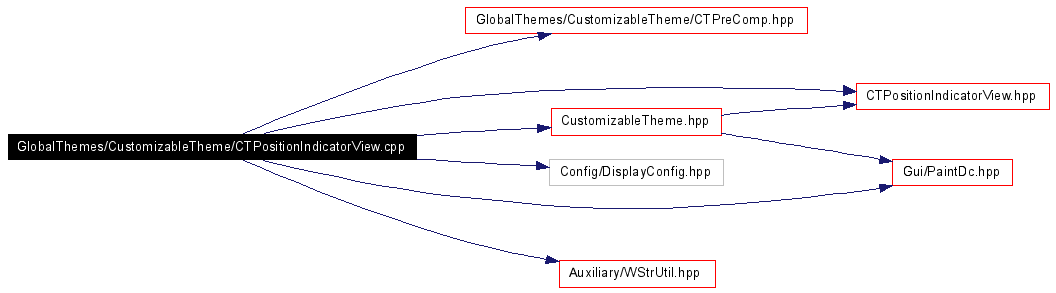 GlobalThemes/CustomizableTheme/CTPreComp.hpp
CTPositionIndicatorView.hpp
CustomizableTheme.hpp
GlobalThemes/CustomizableTheme/CTPositionIndicatorView.cpp
Config/DisplayConfig.hpp
Gui/PaintDc.hpp
Auxiliary/WStrUtil.hpp